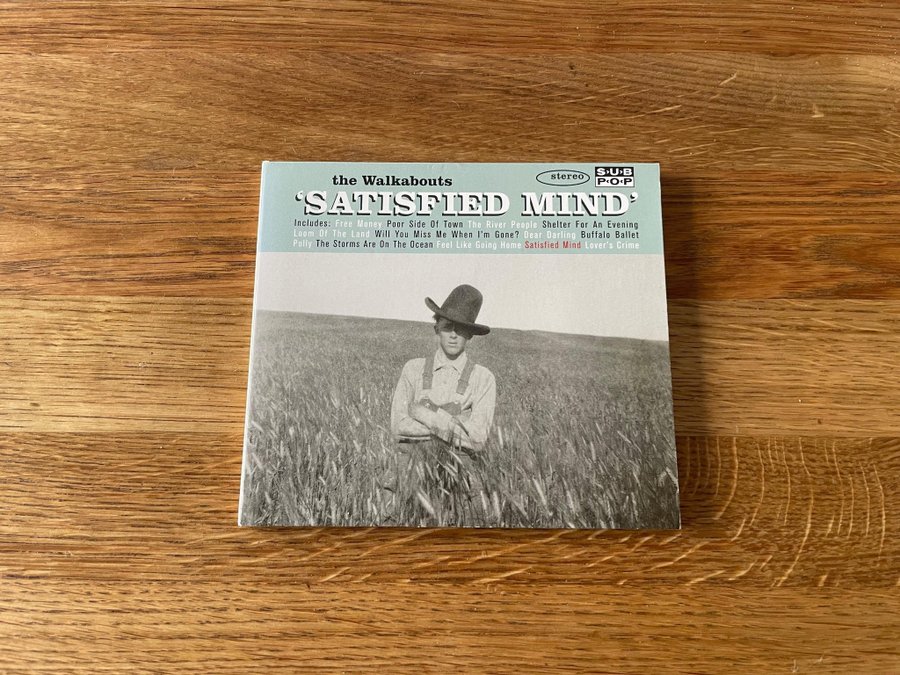 the Walkabouts
stereo
SUB
POP
'SATISFIED MIND'
Includes: Free Money Poor Side Of Town The River People Shelter For An Evening
Loom Of The Land Will You Miss Me When I'm Gone? Dear Darling Buffalo Ballet
Polly The Storms Are On The Ocean Feel Like Going Home Satisfied Mind Lover's Crime